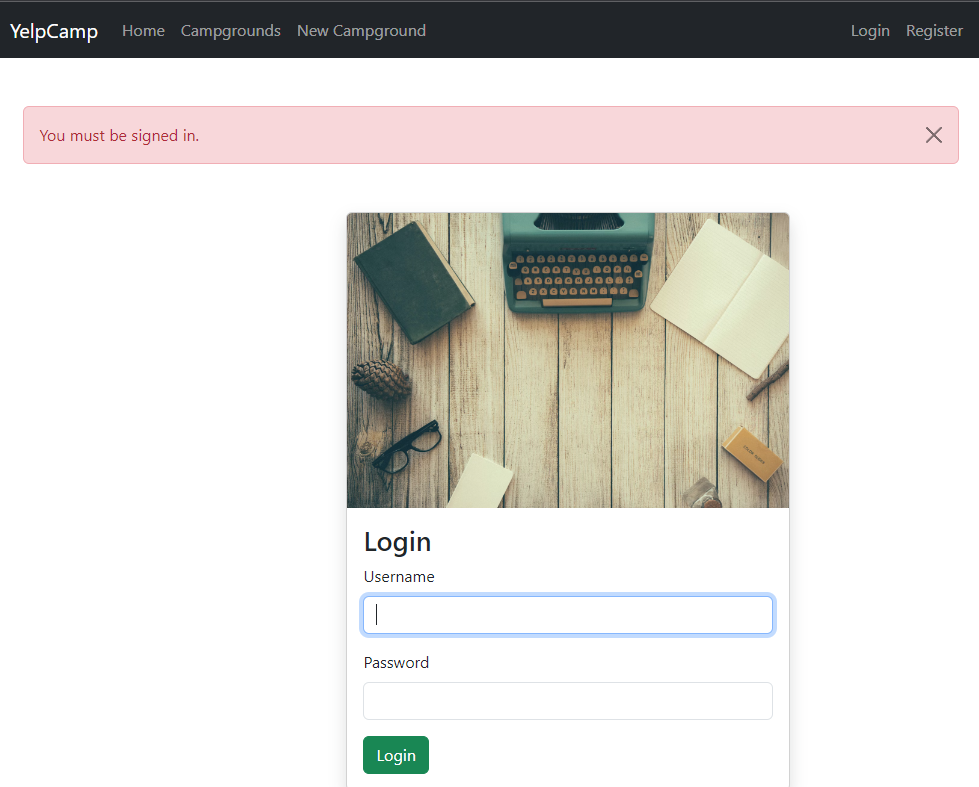 YelpCamp Home Campgrounds New Campground Login Register
You must be signed in.
Login
Username
Password
Login